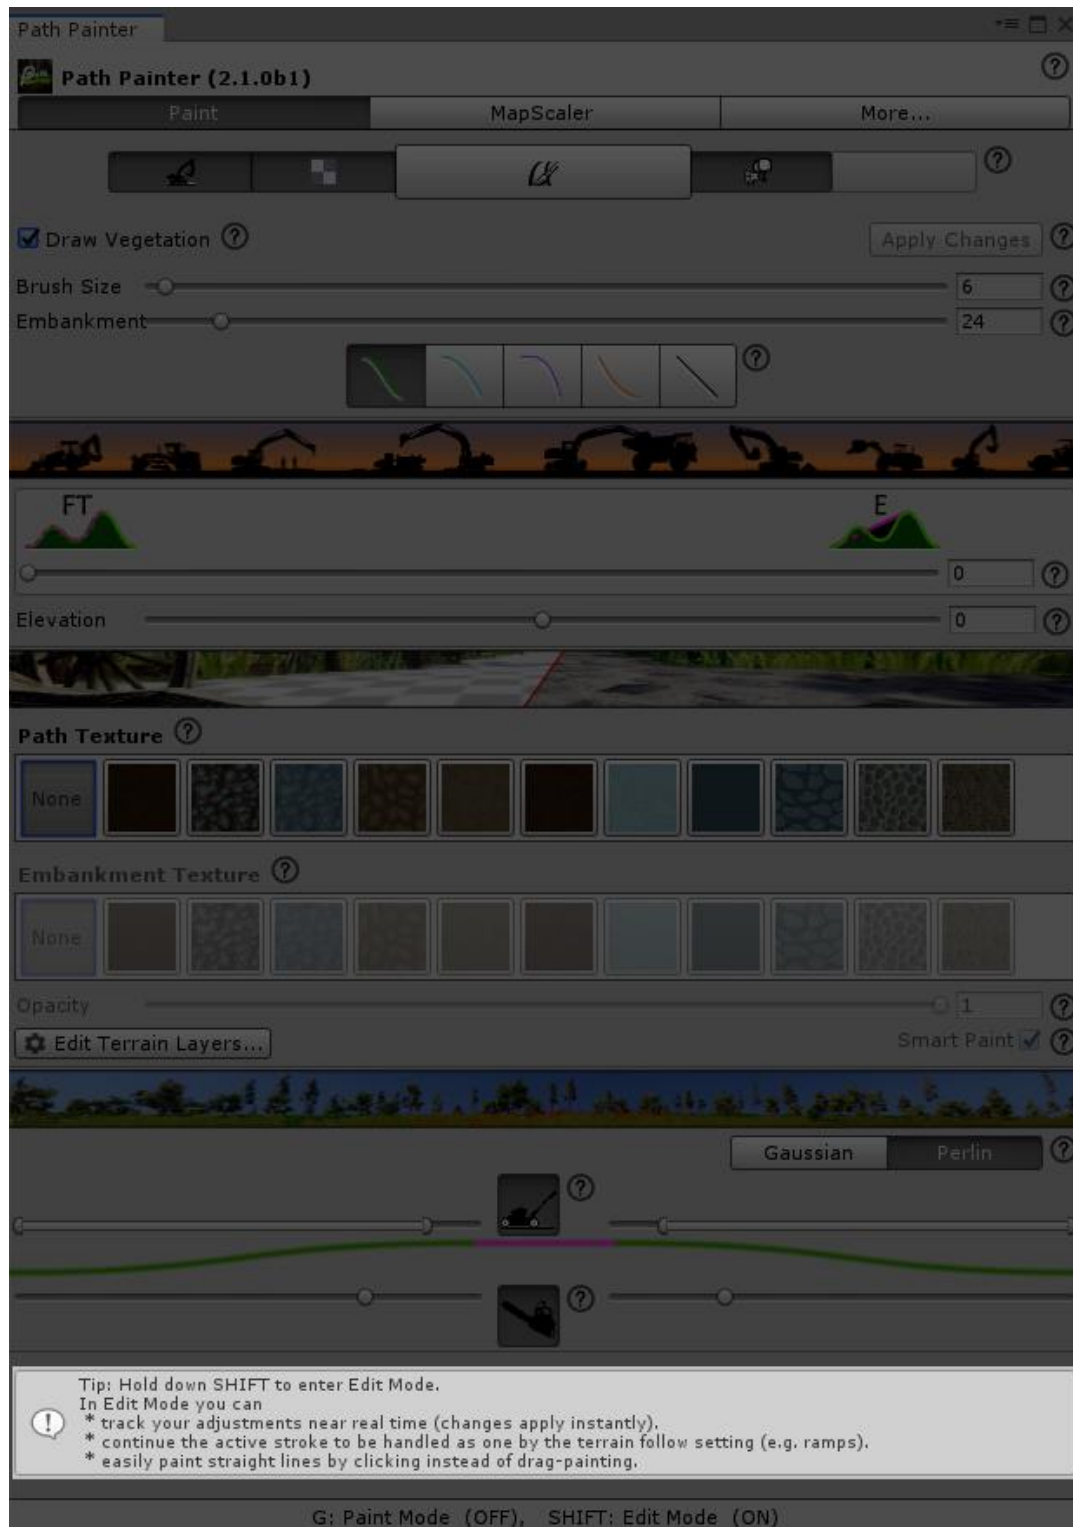 Path Painter
Path Painter (2.1.0b1)
Paint
MapScaler
More...
Draw Vegetation
Apply Changes
Brush Size
6
Embankment
24
FT
E
0
Elevation
0
Path Texture
None
Embankment Texture
None
Opacity
1
Edit Terrain Layers...
Smart Paint
Gaussian
Perlin
Tip: Hold down SHIFT to enter Edit Mode.
In Edit Mode you can
* track your adjustments near real time (changes apply instantly).
* continue the active stroke to be handled as one by the terrain follow setting (e.g. ramps).
* easily paint straight lines by clicking instead of drag-painting.
G: Paint Mode (OFF), SHIFT: Edit Mode (ON)